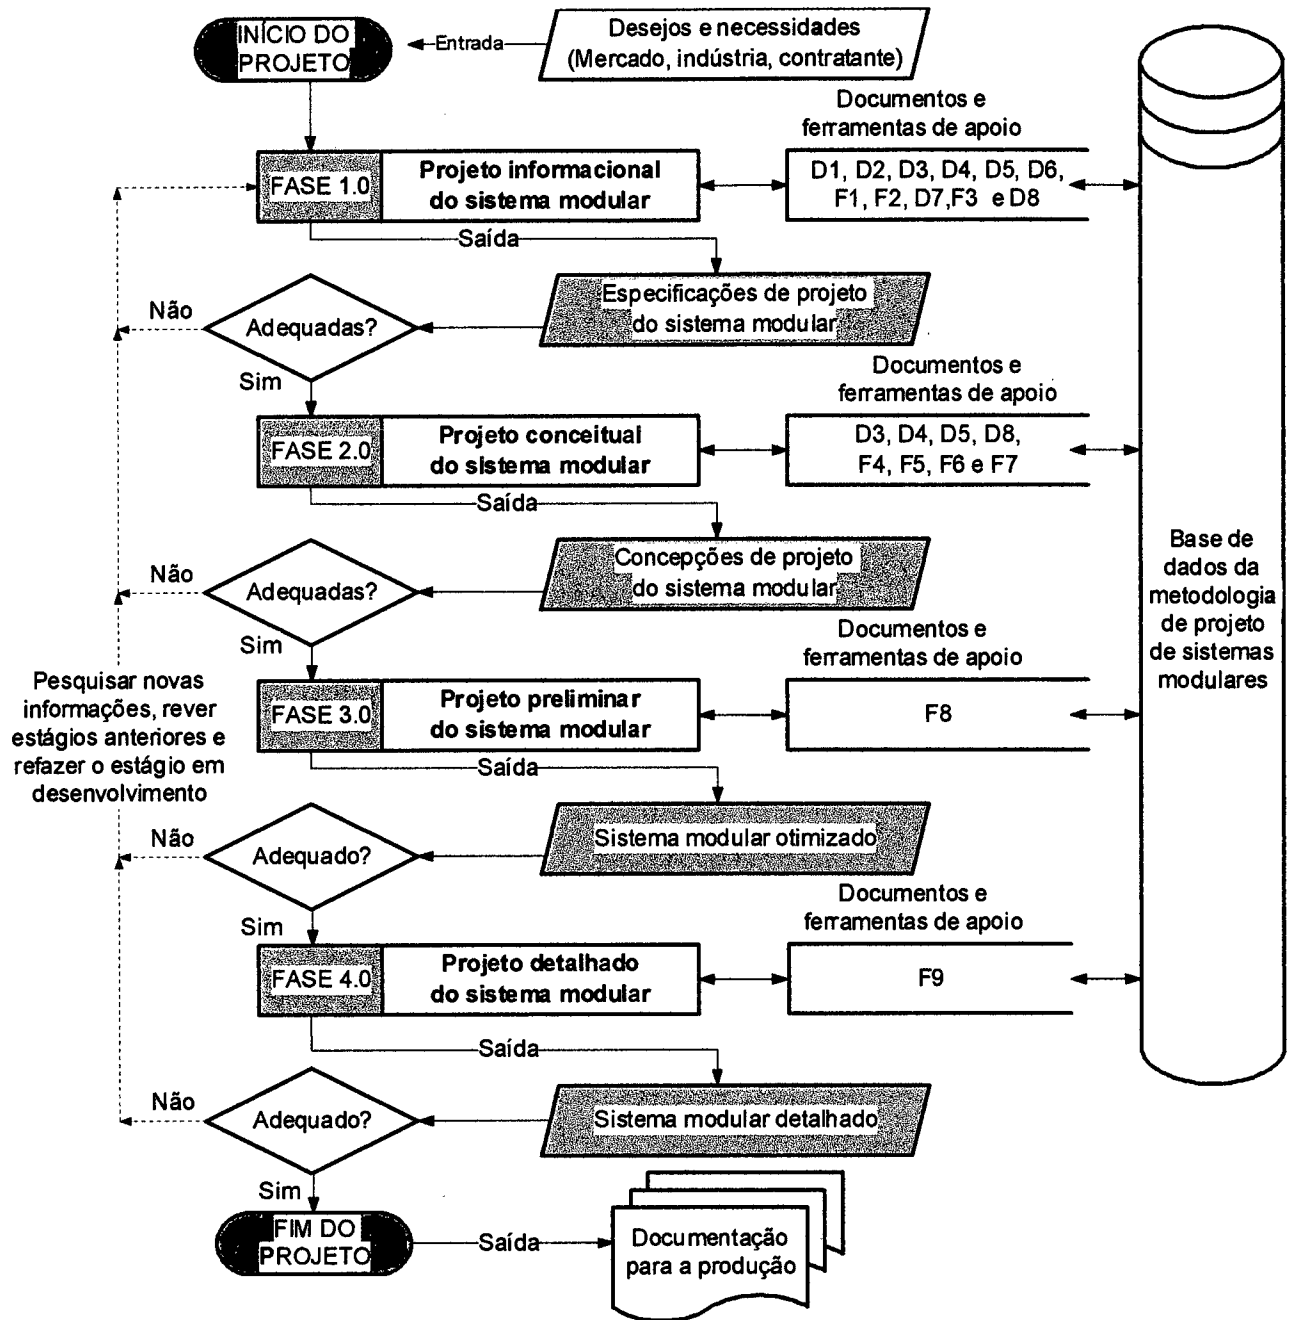 INÍCIO DO
PROJETO
Entrada
Desejos e necessidades
(Mercado, indústria, contratante)
Documentos e
ferramentas de apoio
FASE 1.0
Projeto informacional
do sistema modular
D1, D2, D3, D4, D5, D6,
F1, F2, D7,F3 e D8
Saída
Especificações de projeto
do sistema modular
Não
Adequadas?
Sim
Documentos e
ferramentas de apoio
FASE 2.0
Projeto conceitual
do sistema modular
D3, D4, D5, D8,
F4, F5, F6 e F7
Saída
Concepções de projeto
do sistema modular
Não
Adequadas?
Sim
Base de
dados da
metodologia
de projeto
de sistemas
modulares
Documentos e
ferramentas de apoio
Pesquisar novas
informações, rever
estágios anteriores e
refazer o estágio em
desenvolvimento
FASE 3.0
Projeto preliminar
do sistema modular
F8
Saída
Sistema modular otimizado
Não
Adequado?
Sim
Documentos e
ferramentas de apoio
FASE 4.0
Projeto detalhado
do sistema modular
F9
Saída
Sistema modular detalhado
Não
Adequado?
Sim
FIM DO
PROJETO
Saída
Documentação
para a produção